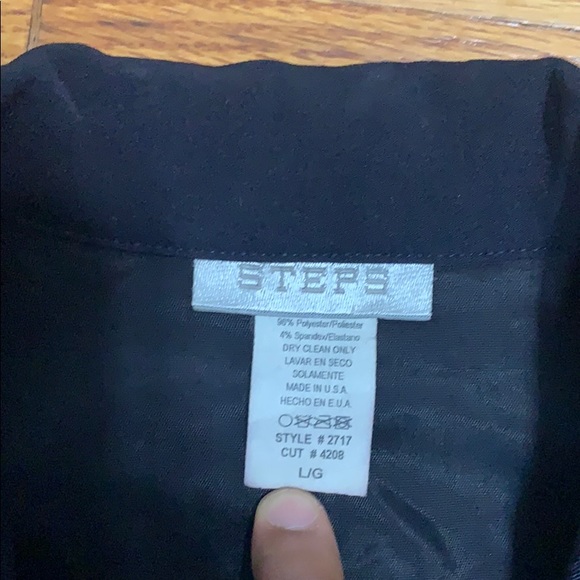 STEPS
96% Polyester/Poliester
4% Spandex/Elastano
DRY CLEAN ONLY
LAVAR EN SECO
SOLAMENTE
MADE IN U.S.A.
HECHO EN E.U.A.
STYLE # 2717
CUT # 4208
L/G